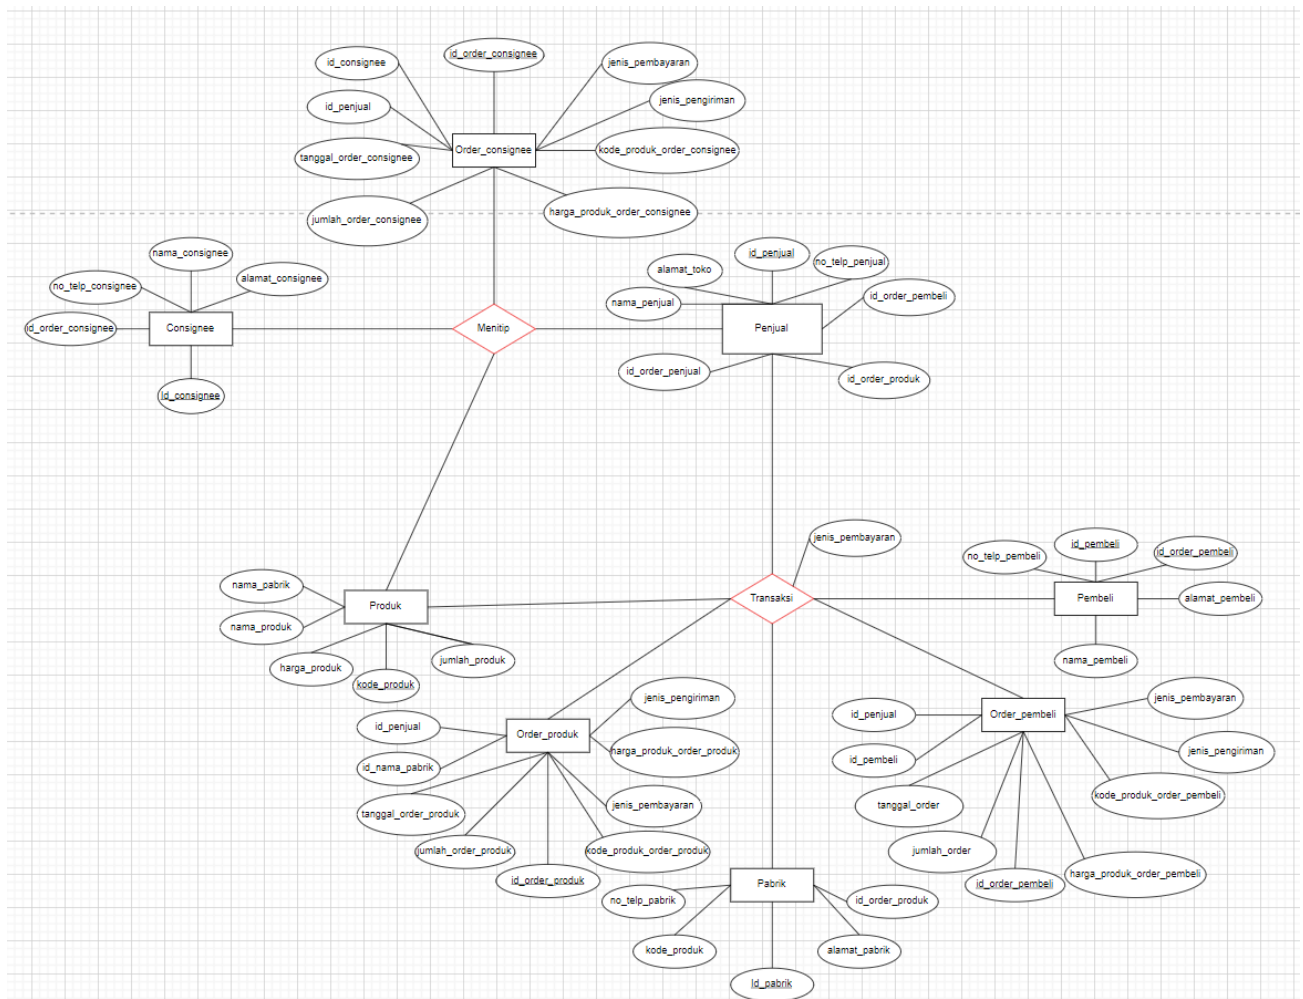 id_order_consignee
id_consignee
jenis_pembayaran
id_penjual
jenis_pengiriman
Order_consignee
tanggal_order_consignee
kode_produk_order_consignee
jumlah_order_consignee
harga_produk_order_consignee
nama_consignee
no_telp_consignee
alamat_consignee
id_order_consignee
Consignee
Id_consignee
Menitip
id_penjual
alamat_toko
no_telp_penjual
nama_penjual
id_order_pembeli
Penjual
id_order_penjual
id_order_produk
jenis_pembayaran
Transaksi
no_telp_pembeli
id_pembeli
id_order_pembeli
Pembeli
alamat_pembeli
nama_pembeli
nama_pabrik
Produk
nama_produk
harga_produk
kode_produk
jumlah_produk
id_penjual
Order_produk
jenis_pengiriman
harga_produk_order_produk
id_nama_pabrik
tanggal_order_produk
jenis_pembayaran
jumlah_order_produk
kode_produk_order_produk
id_order_produk
id_penjual
Order_pembeli
jenis_pembayaran
id_pembeli
jenis_pengiriman
tanggal_order
kode_produk_order_pembeli
jumlah_order
id_order_pembeli
harga_produk_order_pembeli
Pabrik
no_telp_pabrik
id_order_produk
kode_produk
alamat_pabrik
Id_pabrik